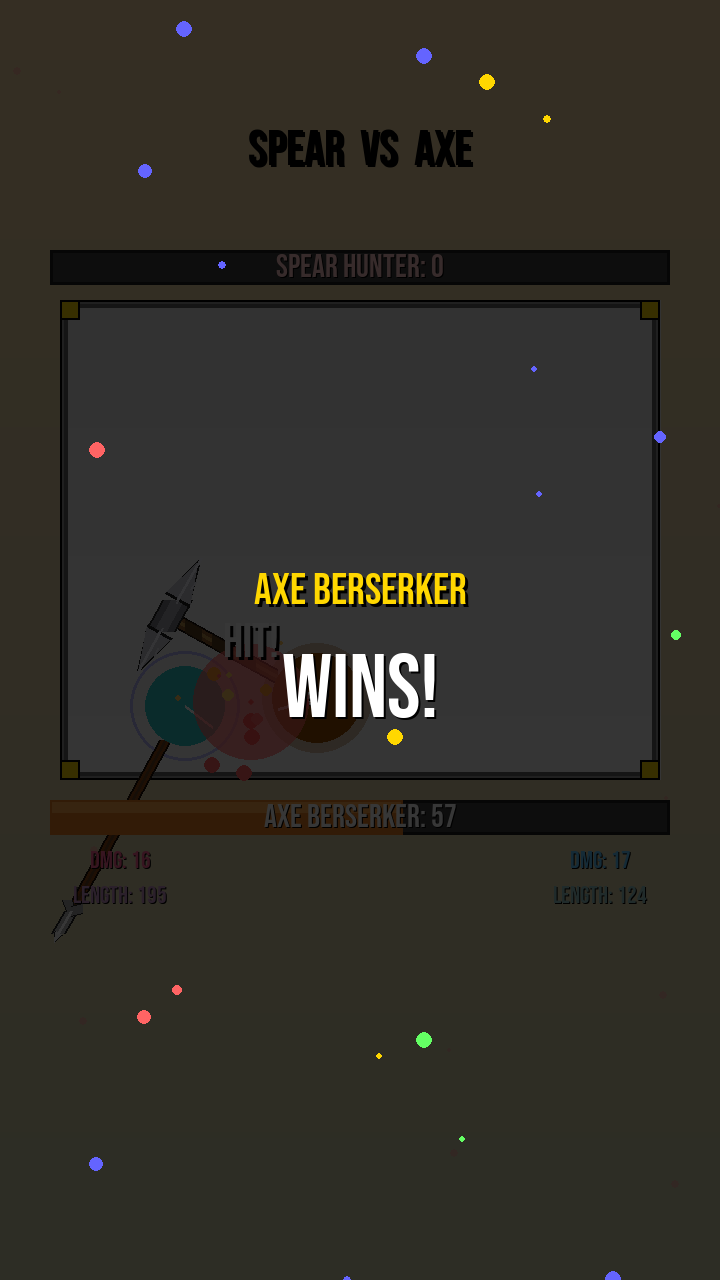 SPEAR VS AXE
SPEAR HUNTER: 0
AXE BERSERKER
HIT!
WINS!
AXE BERSERKER: 57
DMG: 16
DMG: 17
LENGTH: 195
LENGTH: 124